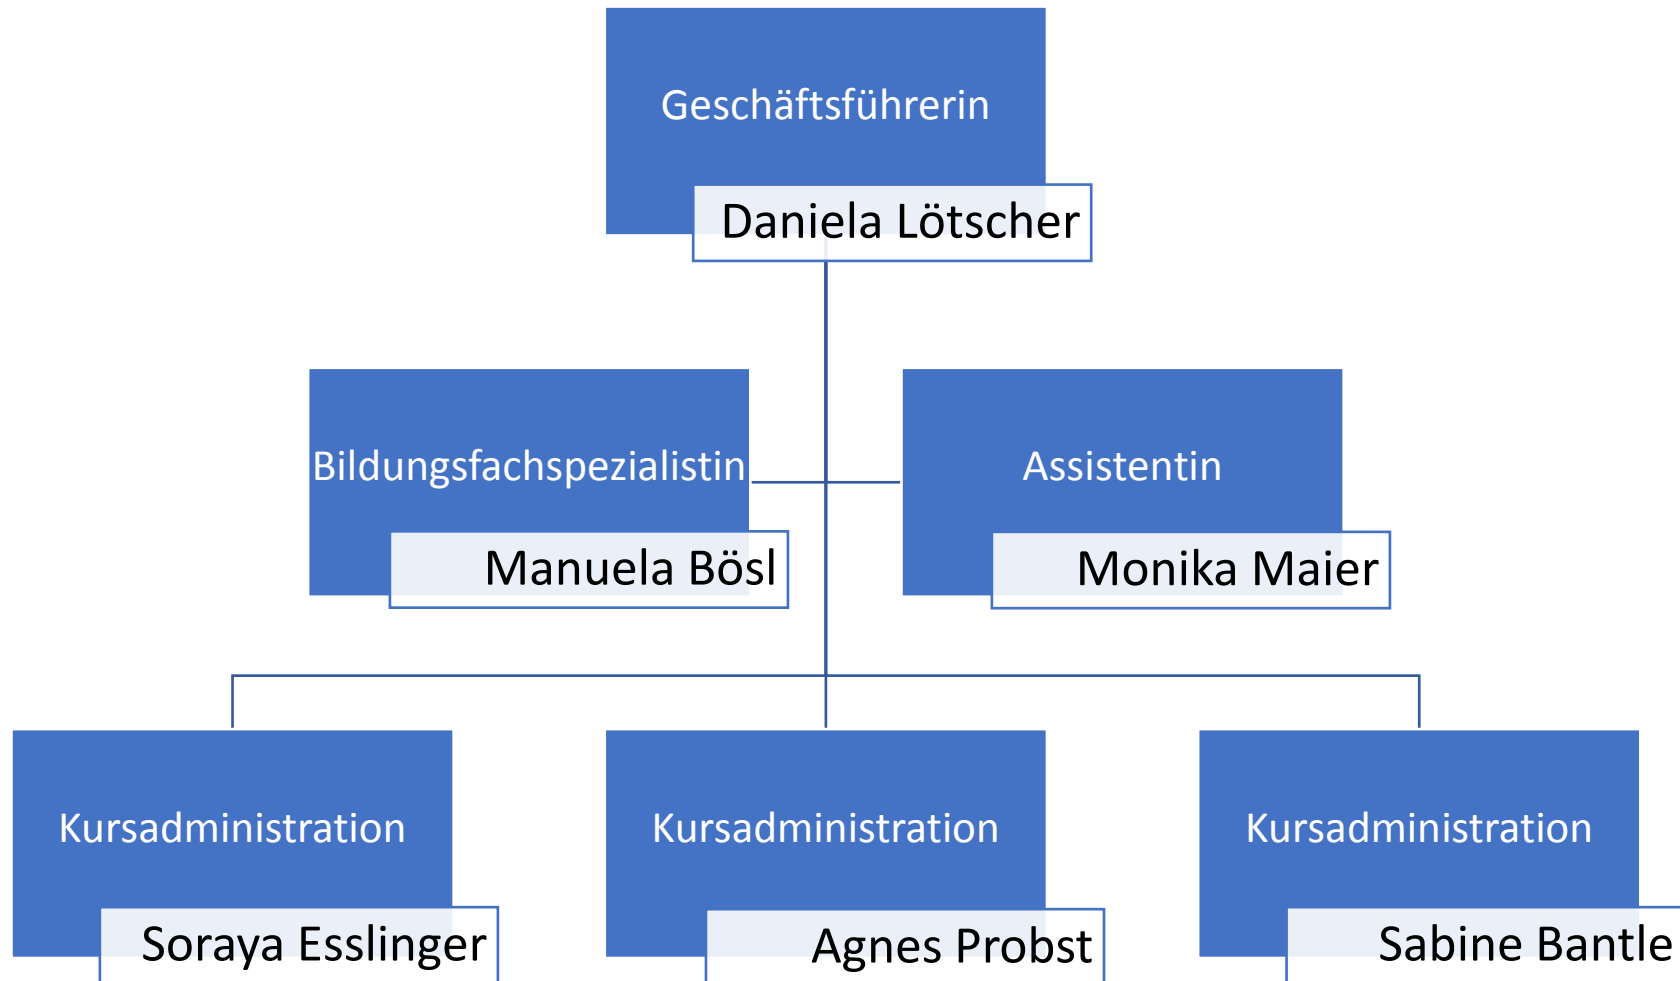 Geschäftsführerin
Daniela Lötscher
Bildungsfachspezialistin
Manuela Bösl
Assistentin
Monika Maier
Kursadministration
Soraya Esslinger
Kursadministration
Agnes Probst
Kursadministration
Sabine Bantle